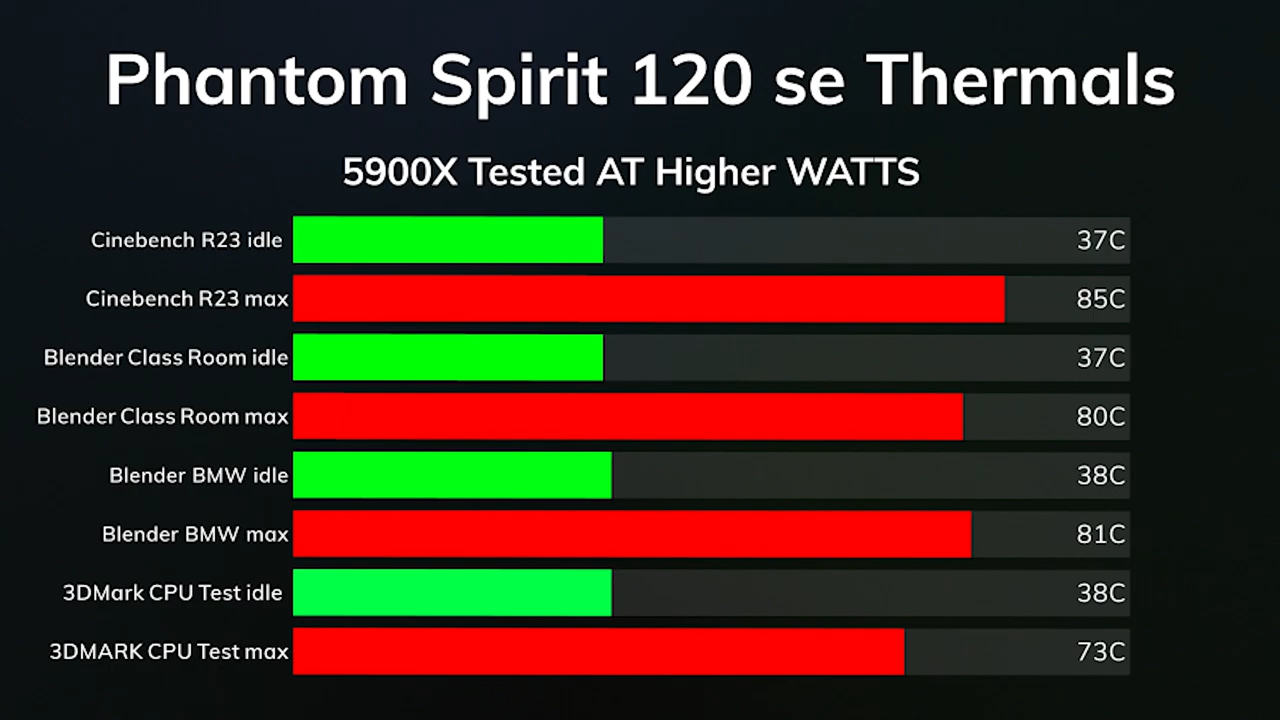 Phantom Spirit 120 se Thermals
5900X Tested AT Higher WATTS
Cinebench R23 idle 37C
Cinebench R23 max 85C
Blender Class Room idle 37C
Blender Class Room max 80C
Blender BMW idle 38C
Blender BMW max 81C
3DMark CPU Test idle 38C
3DMARK CPU Test max 73C